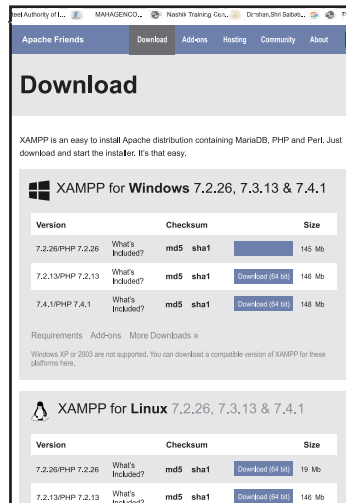 steel Authority of I... MAHAGENCO... Nashik Training Cen... Darshan,Shri Saibab...
Apache Friends Download Add-ons Hosting Community About
Download
XAMPP is an easy to install Apache distribution containing MariaDB, PHP and Perl. Just
download and start the installer. It's that easy.
XAMPP for Windows 7.2.26, 7.3.13 & 7.4.1
Version Checksum Size
7.2.26/PHP 7.2.26 What's Included? md5 sha1 145 Mb
7.2.13/PHP 7.2.13 What's Included? md5 sha1 Download (64 bit) 146 Mb
7.4.1/PHP 7.4.1 What's Included? md5 sha1 Download (64 bit) 148 Mb
Requirements Add-ons More Downloads »
Windows XP or 2003 are not supported. You can download a compatible version of XAMPP for these
platforms here.
XAMPP for Linux 7.2.26, 7.3.13 & 7.4.1
Version Checksum Size
7.2.26/PHP 7.2.26 What's Included? md5 sha1 Download (64 bit) 19 Mb
7.2.13/PHP 7.2.13 What's Included? md5 sha1 Download (64 bit) 146 Mb